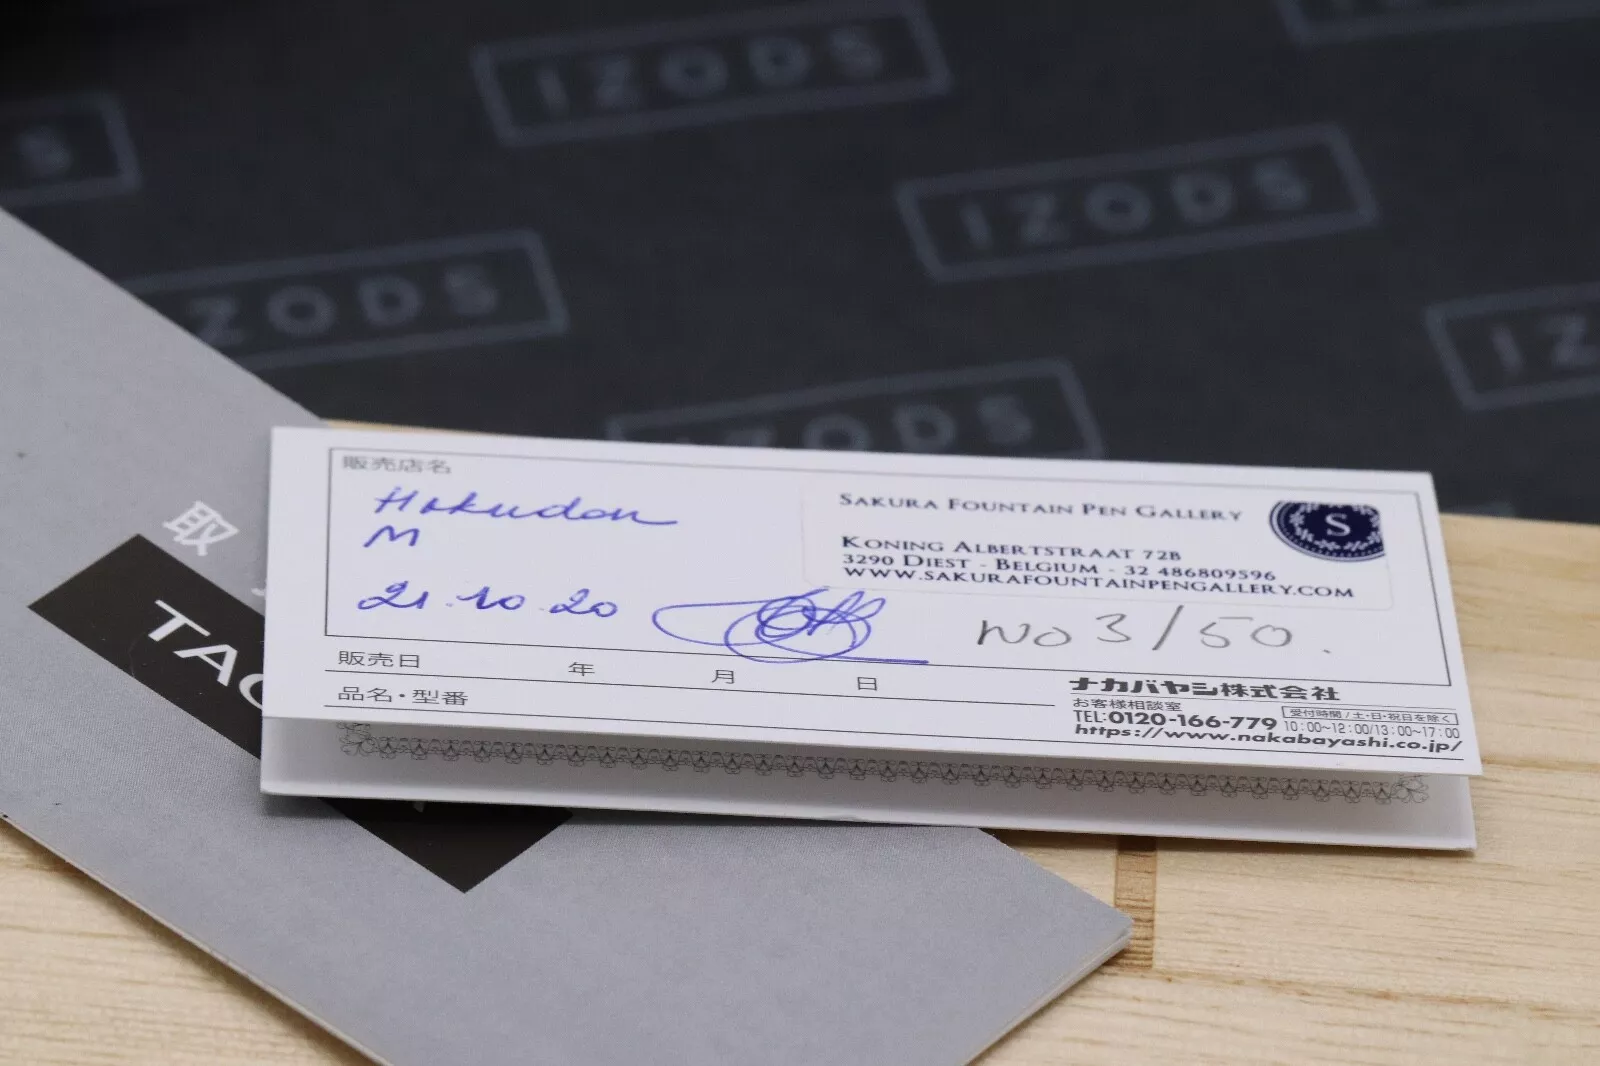 IZODS
IZODS
ZODS
IZ
S
取
TAC
販売店名
Hakudan
M
21.10.20
SAKURA FOUNTAIN PEN GALLERY
S
KONING ALBERTSTRAAT 72B
3290 DIEST - BELGIUM - 32 486809596
WWW.SAKURAFOUNTAINPENGALLERY.COM
NO 3/50.
販売日 年 月 日
品名・型番
ナカバヤシ株式会社
お客様相談室
TEL:0120-166-779
受付時間/土・日・祝日を除く
10:00~12:00/13:00~17:00
https://www.nakabayashi.co.jp/